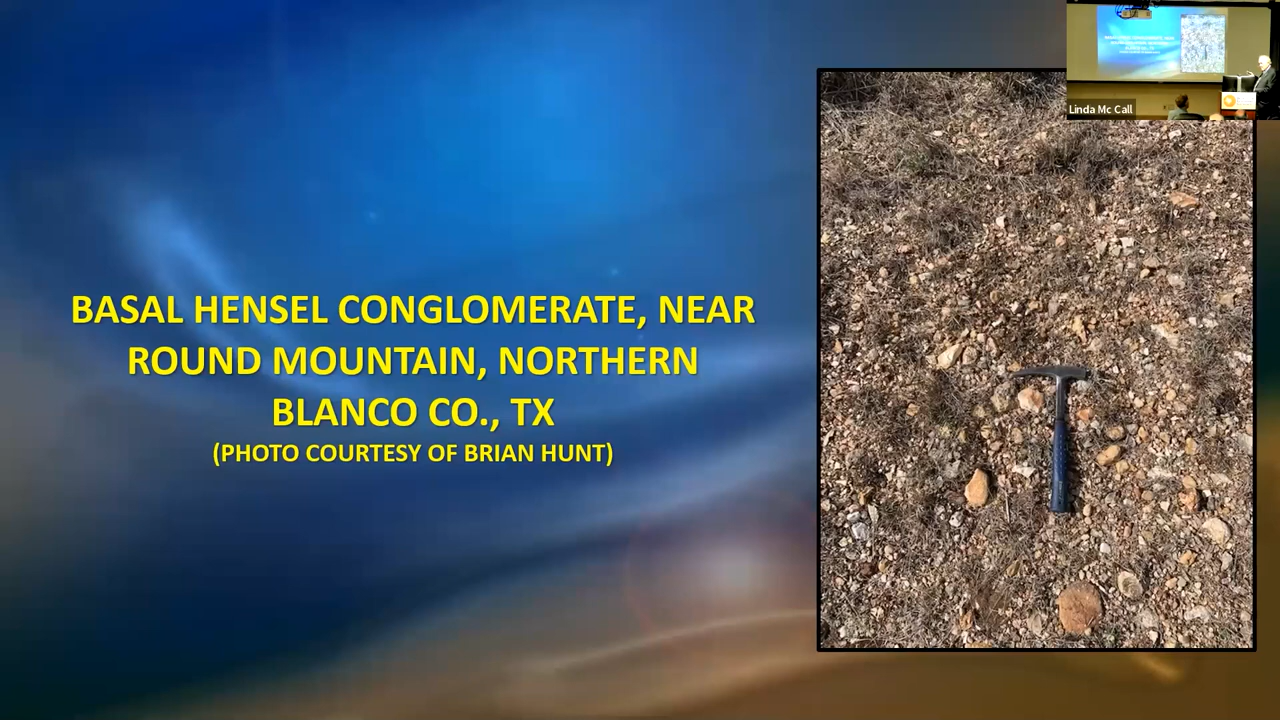 Linda Mc Call
BASAL HENSEL CONGLOMERATE, NEAR
ROUND MOUNTAIN, NORTHERN
BLANCO CO., TX
(PHOTO COURTESY OF BRIAN HUNT)